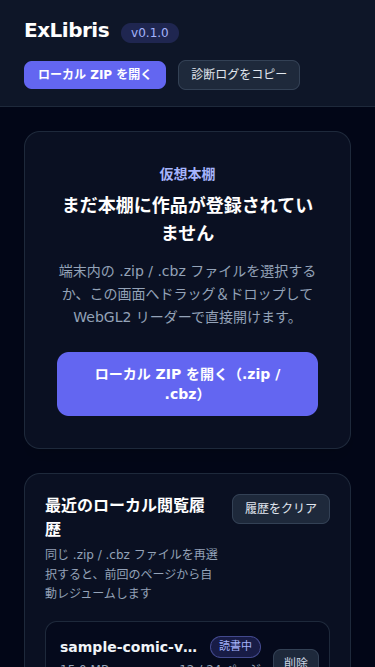 ExLibris v0.1.0
ローカル ZIP を開く 診断ログをコピー
仮想本棚
まだ本棚に作品が登録されてい
ません
端末内の .zip / .cbz ファイルを選択する
か、この画面へドラッグ＆ドロップして
WebGL2 リーダーで直接開けます。
ローカル ZIP を開く（.zip /
.cbz）
最近のローカル閲覧履
歴
履歴をクリア
同じ .zip / .cbz ファイルを再選
択すると、前回のページから自
動レジュームします
sample-comic-v... 読書中
削除